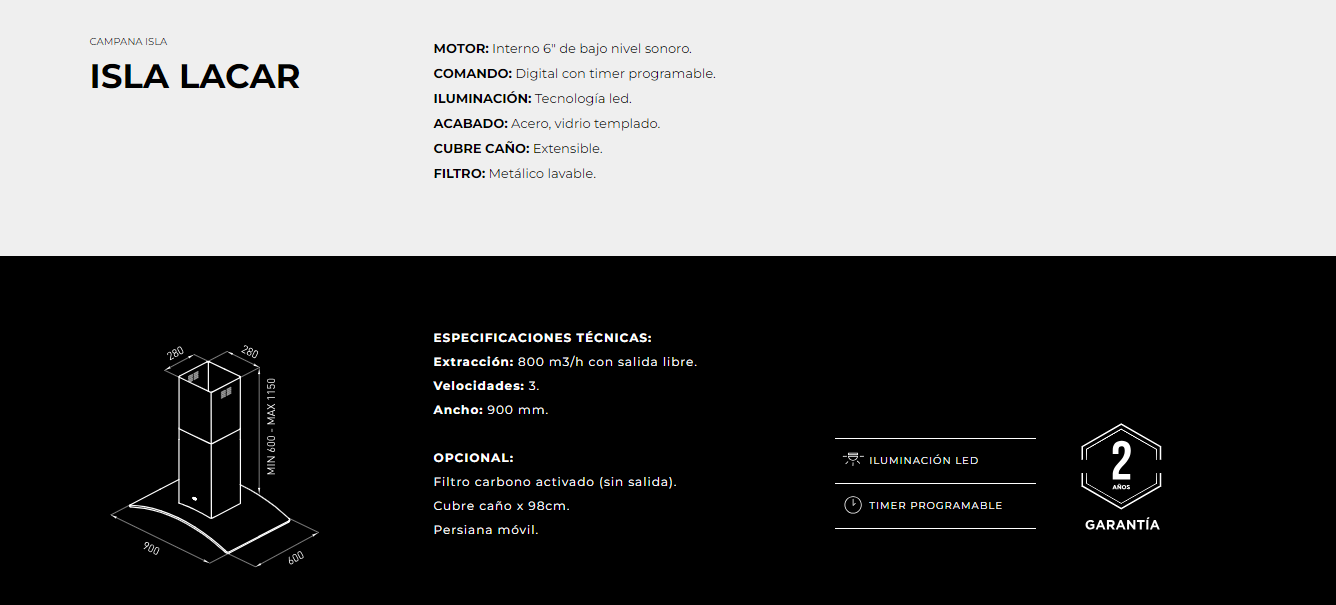 CAMPANA ISLA
ISLA LACAR
MOTOR: Interno 6" de bajo nivel sonoro.
COMANDO: Digital con timer programable.
ILUMINACIÓN: Tecnología led.
ACABADO: Acero, vidrio templado.
CUBRE CAÑO: Extensible.
FILTRO: Metálico lavable.
280
280
MIN 600 - MAX 1150
900
600
ESPECIFICACIONES TÉCNICAS:
Extracción: 800 m3/h con salida libre.
Velocidades: 3.
Ancho: 900 mm.
OPCIONAL:
Filtro carbono activado (sin salida).
Cubre caño x 98cm.
Persiana móvil.
ILUMINACIÓN LED
TIMER PROGRAMABLE
2
AÑOS
GARANTÍA